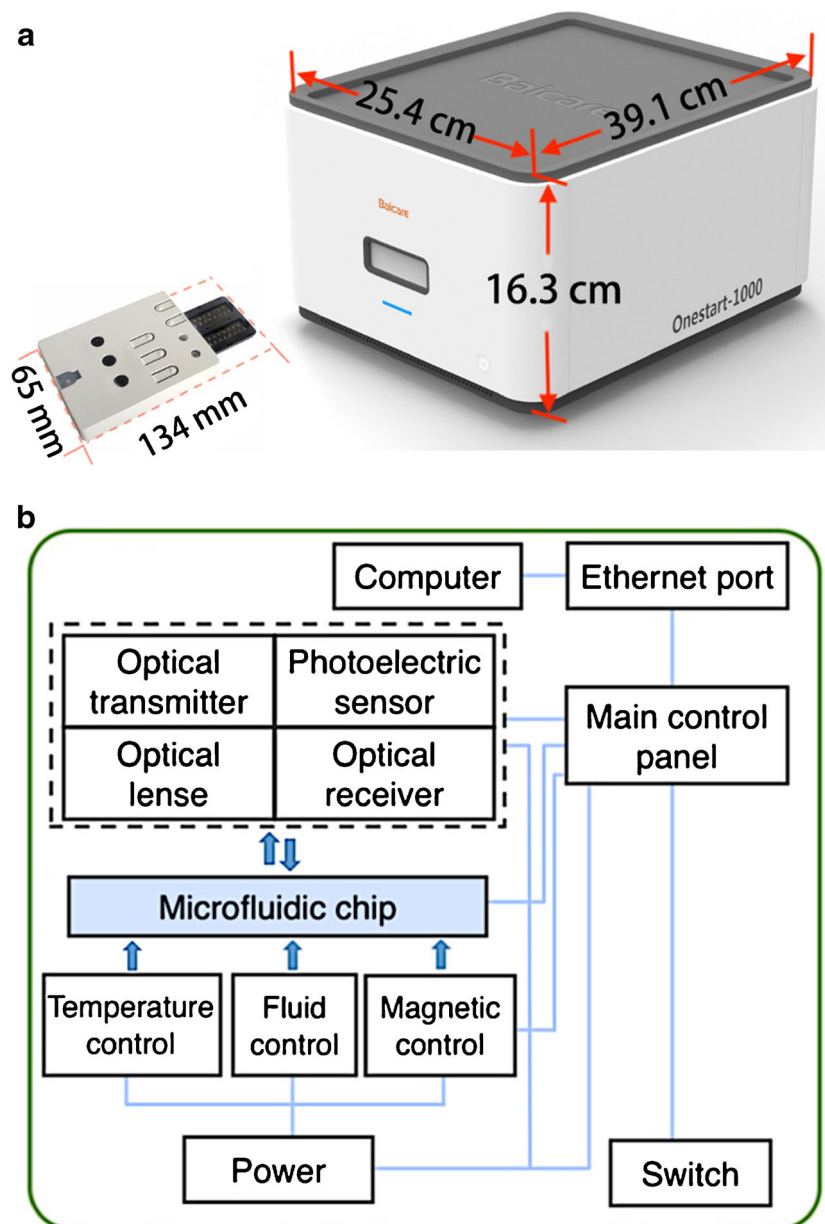 a
Baicare
25.4 cm
39.1 cm
Baicare
16.3 cm
Onestart-1000
65 mm
134 mm
b
Computer
Ethernet port
Optical
transmitter
Photoelectric
sensor
Optical
lense
Optical
receiver
Main control
panel
Microfluidic chip
Temperature
control
Fluid
control
Magnetic
control
Power
Switch